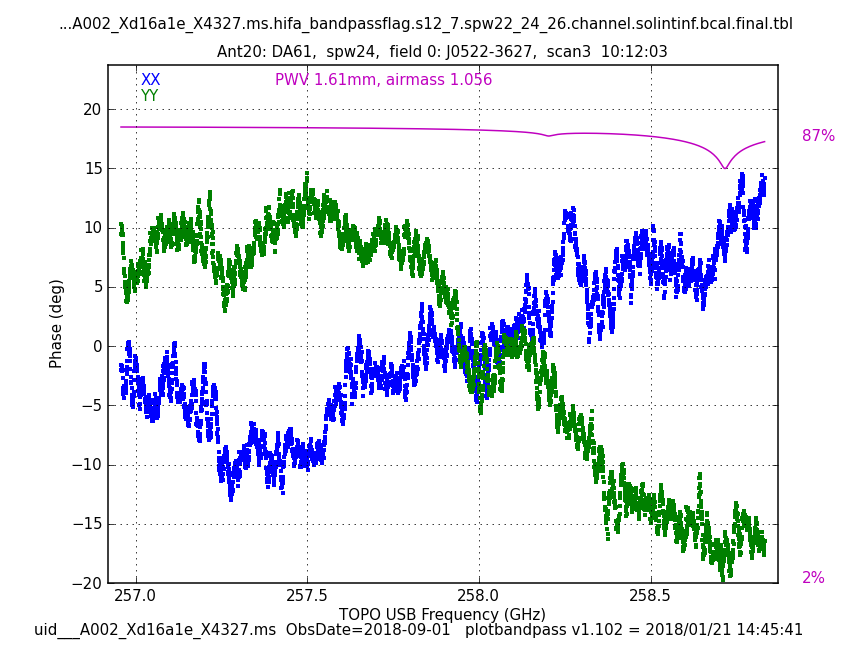 ...A002_Xd16a1e_X4327.ms.hifa_bandpassflag.s12_7.spw22_24_26.channel.solintinf.bcal.final.tbl
Ant20: DA61,  spw24,  field 0: J0522-3627,  scan3  10:12:03
XX
YY
PWV 1.61mm, airmass 1.056
87%
2%
Phase (deg)
20
15
10
5
0
−5
−10
−15
−20
257.0
257.5
258.0
258.5
TOPO USB Frequency (GHz)
uid___A002_Xd16a1e_X4327.ms  ObsDate=2018-09-01   plotbandpass v1.102 = 2018/01/21 14:45:41